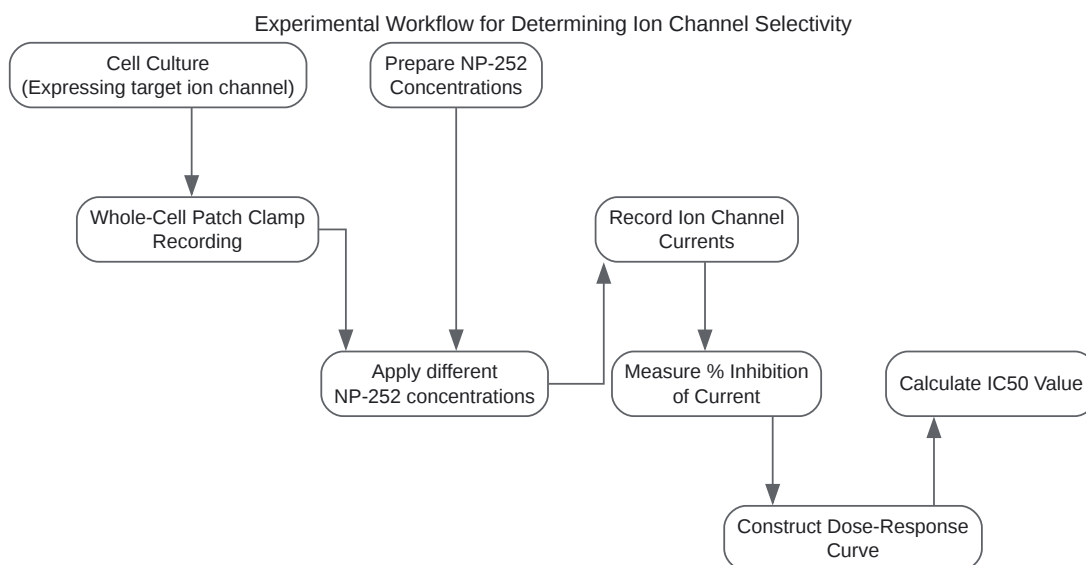 Experimental Workflow for Determining Ion Channel Selectivity
Cell Culture
(Expressing target ion channel)
Prepare NP-252
Concentrations
Whole-Cell Patch Clamp
Recording
Record Ion Channel
Currents
Apply different
NP-252 concentrations
Measure % Inhibition
of Current
Calculate IC50 Value
Construct Dose-Response
Curve